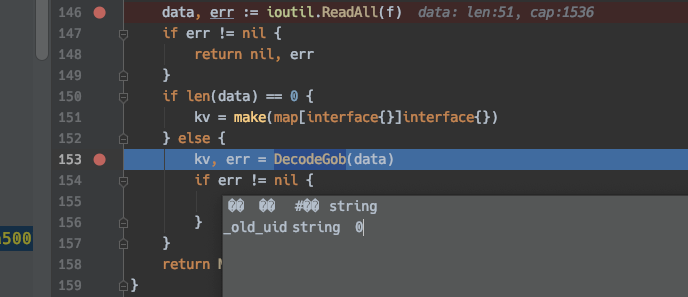 146 data, err := ioutil.ReadAll(f) data: len:51, cap:1536
147 if err != nil {
148 return nil, err
149 }
150 if len(data) == 0 {
151 kv = make(map[interface{}]interface{})
152 } else {
153 kv, err = DecodeGob(data)
154 if err != nil {
155
�� �� #�� string
156 }
_old_uid string 0
157 }
158 return
159 }
a500